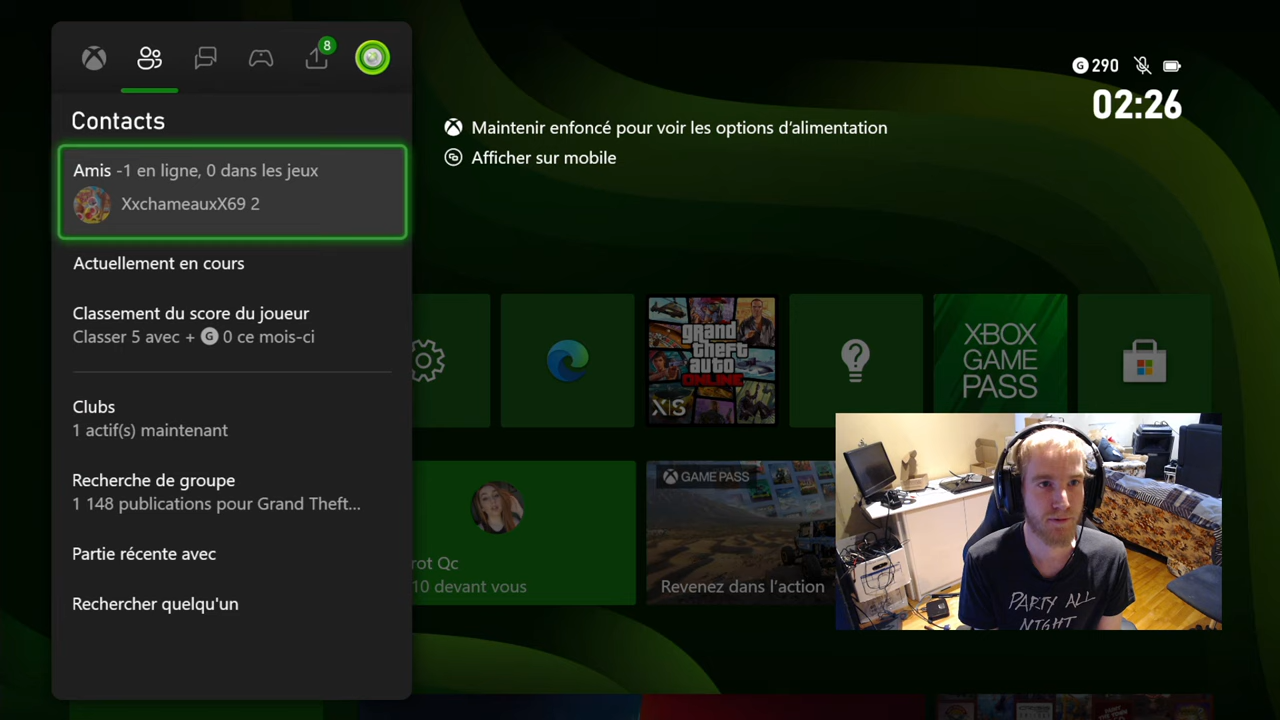 8
290
02:26
Contacts
Maintenir enfoncé pour voir les options d'alimentation
Afficher sur mobile
Amis -1 en ligne, 0 dans les jeux
XxchameauxX69 2
Actuellement en cours
Classement du score du joueur
Classer 5 avec + G 0 ce mois-ci
Clubs
1 actif(s) maintenant
Recherche de groupe
1 148 publications pour Grand Theft...
Partie récente avec
Rechercher quelqu'un
grand
theft
auto
ONLINE
X|S
XBOX
GAME
PASS
GAME PASS
rot Qc
10 devant vous
Revenez dans l'action
PARTY ALL
NIGHT